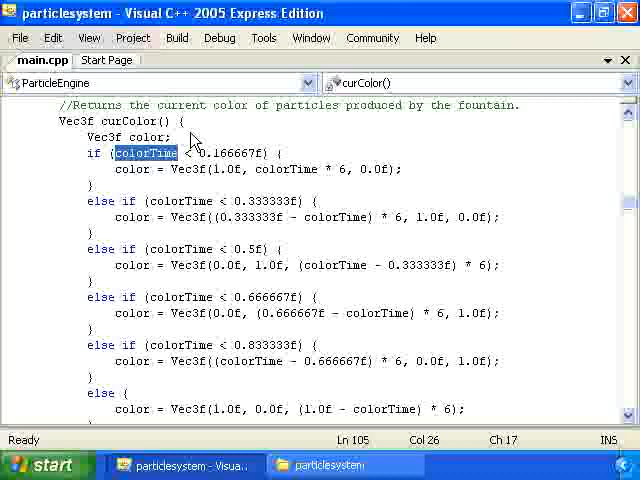 particlesystem - Visual C++ 2005 Express Edition
File Edit View Project Build Debug Tools Window Community Help
main.cpp Start Page
ParticleEngine curColor()
//Returns the current color of particles produced by the fountain.
Vec3f curColor() {
Vec3f color;
if (colorTime < 0.166667f) {
color = Vec3f(1.0f, colorTime * 6, 0.0f);
}
else if (colorTime < 0.333333f) {
color = Vec3f((0.333333f - colorTime) * 6, 1.0f, 0.0f);
}
else if (colorTime < 0.5f) {
color = Vec3f(0.0f, 1.0f, (colorTime - 0.333333f) * 6);
}
else if (colorTime < 0.666667f) {
color = Vec3f(0.0f, (0.666667f - colorTime) * 6, 1.0f);
}
else if (colorTime < 0.833333f) {
color = Vec3f((colorTime - 0.666667f) * 6, 0.0f, 1.0f);
}
else {
color = Vec3f(1.0f, 0.0f, (1.0f - colorTime) * 6);
Ready Ln 105 Col 26 Ch 17 INS
start particlesystem - Visua... particlesystem